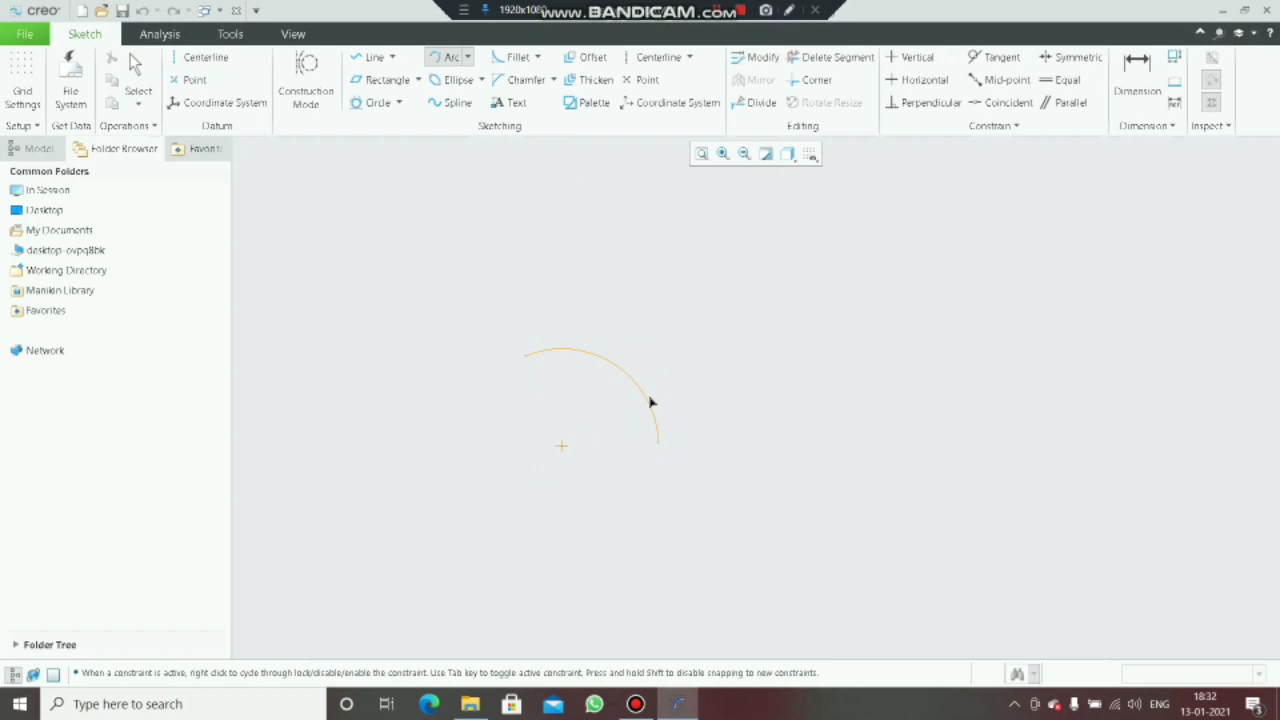 creo
1920x1080
www.BANDICAM.com
File
Sketch
Analysis
Tools
View
Grid Settings
Setup
File System
Get Data
Select
Operations
Centerline
Point
Coordinate System
Datum
Construction Mode
Line
Arc
Fillet
Offset
Centerline
Rectangle
Ellipse
Chamfer
Thicken
Point
Circle
Spline
Text
Palette
Coordinate System
Sketching
Modify
Delete Segment
Mirror
Corner
Divide
Rotate Resize
Editing
Vertical
Tangent
Symmetric
Horizontal
Mid-point
Equal
Perpendicular
Coincident
Parallel
Constrain
Dimension
Dimension
Inspect
Model
Folder Browser
Favorit
Common Folders
In Session
Desktop
My Documents
desktop-ovpq8bk
Working Directory
Manikin Library
Favorites
Network
Folder Tree
When a constraint is active, right click to cycle through lock/disable/enable the constraint. Use Tab key to toggle active constraint. Press and hold Shift to disable snapping to new constraints.
Type here to search
ENG
18:32
13-01-2021
3